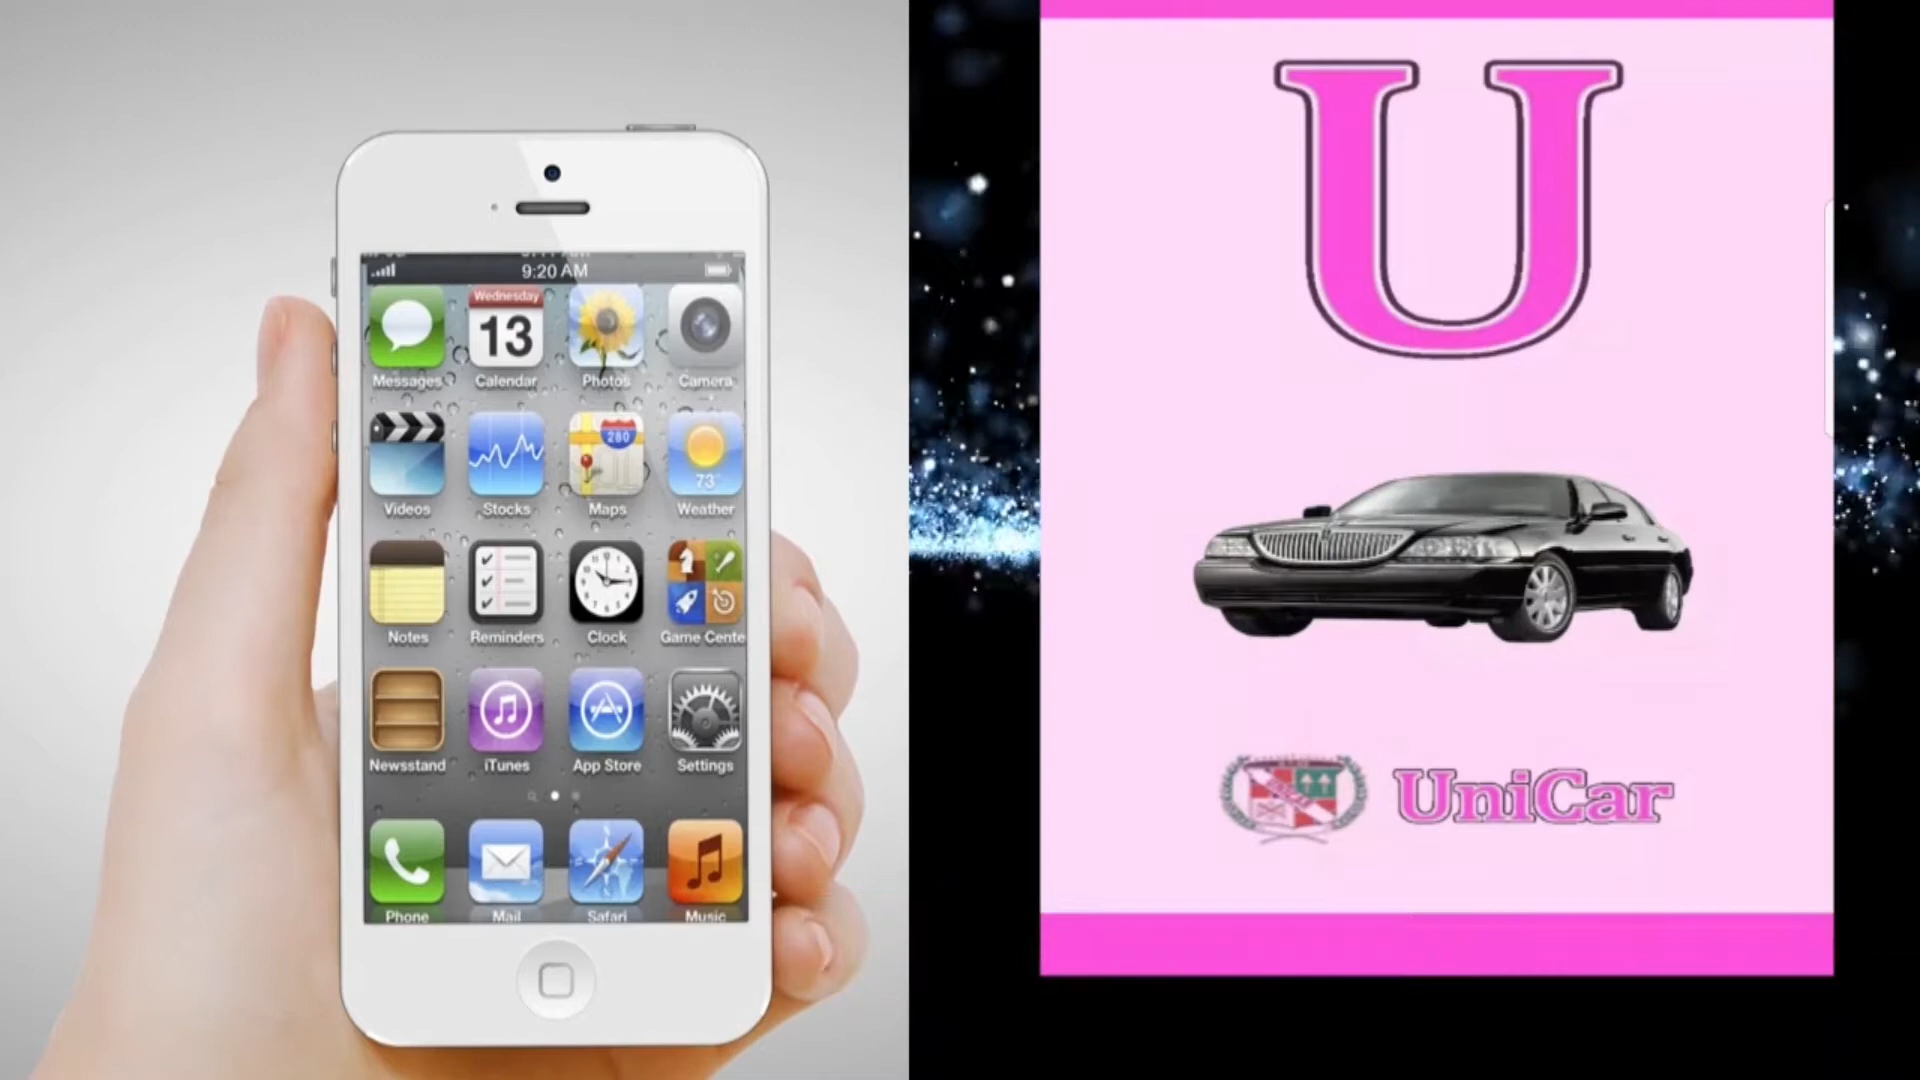 9:20 AM
Wednesday
13
Messages
Calendar
Photos
Camera
280
73°
Videos
Stocks
Maps
Weather
Notes
Reminders
Clock
Game Cente
Newsstand
iTunes
App Store
Settings
Phone
Mail
Safari
Music
U
UniCar